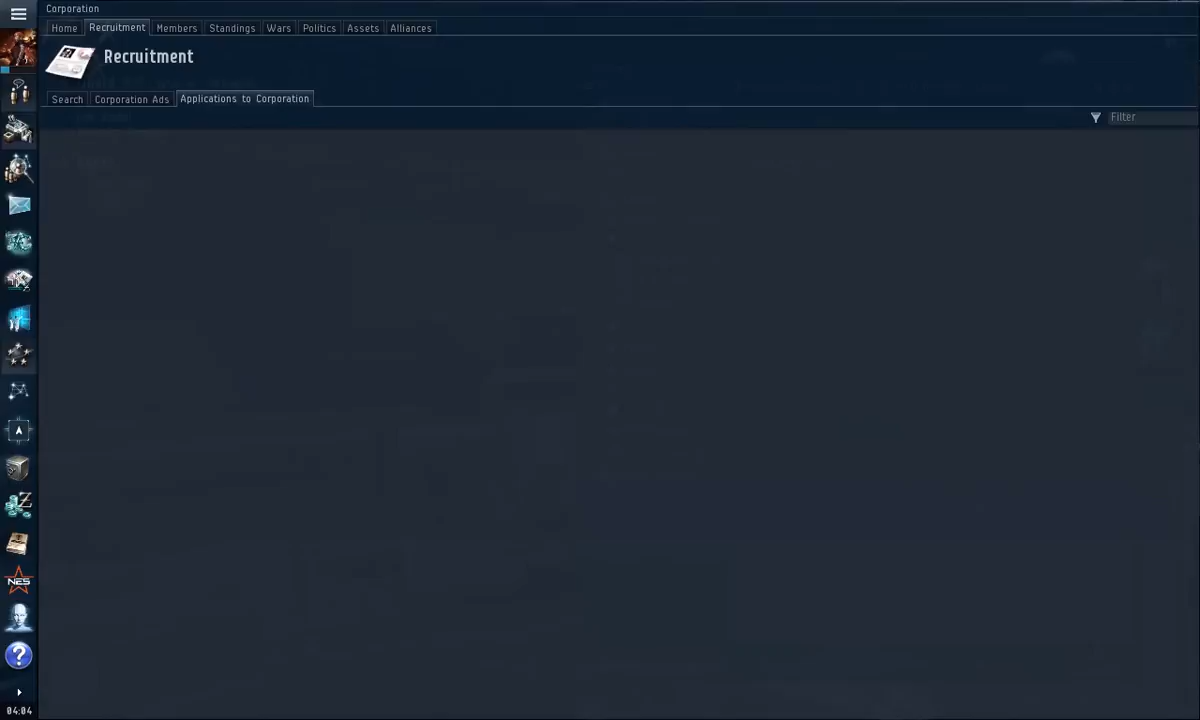 Corporation
Home Recruitment Members Standings Wars Politics Assets Alliances
Recruitment
Search Corporation Ads Applications to Corporation
Filter
NES
?
04:04